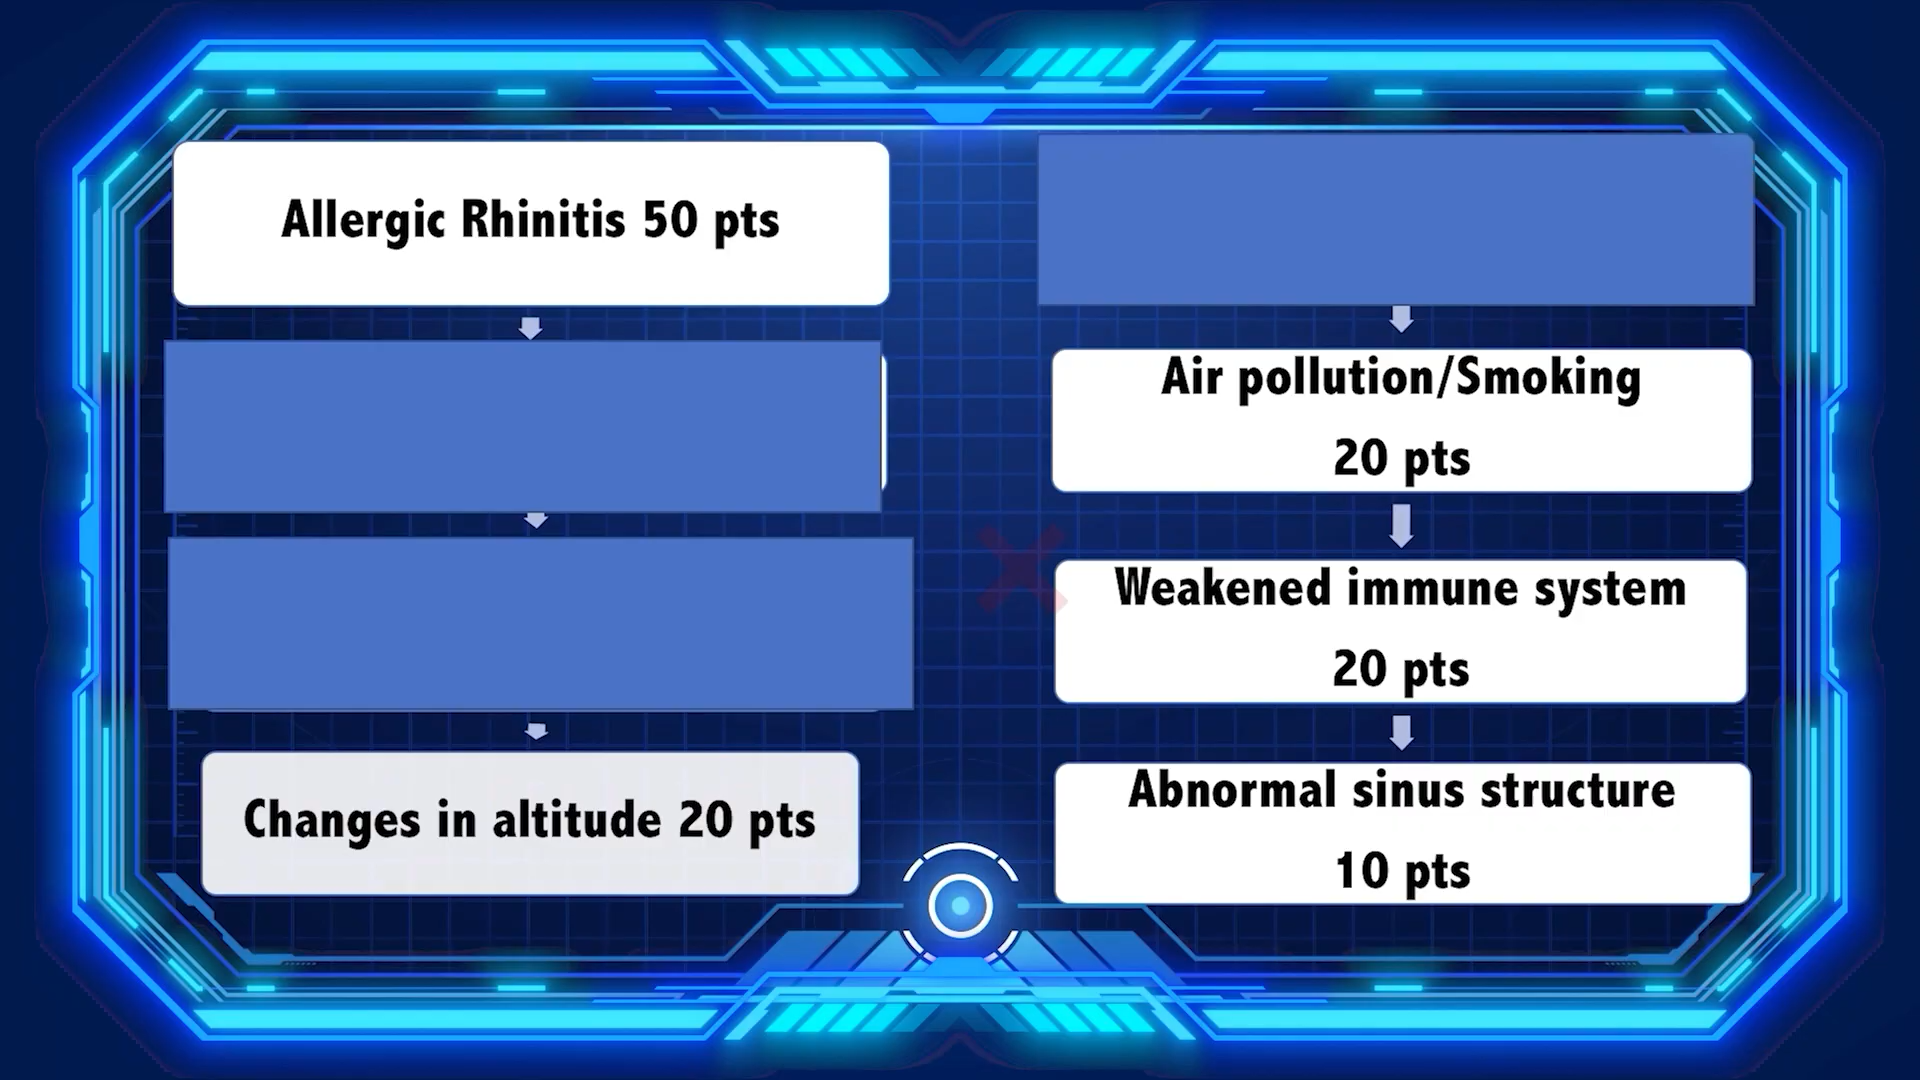 Allergic Rhinitis 50 pts
Changes in altitude 20 pts
Air pollution/Smoking
20 pts
Weakened immune system
20 pts
Abnormal sinus structure
10 pts